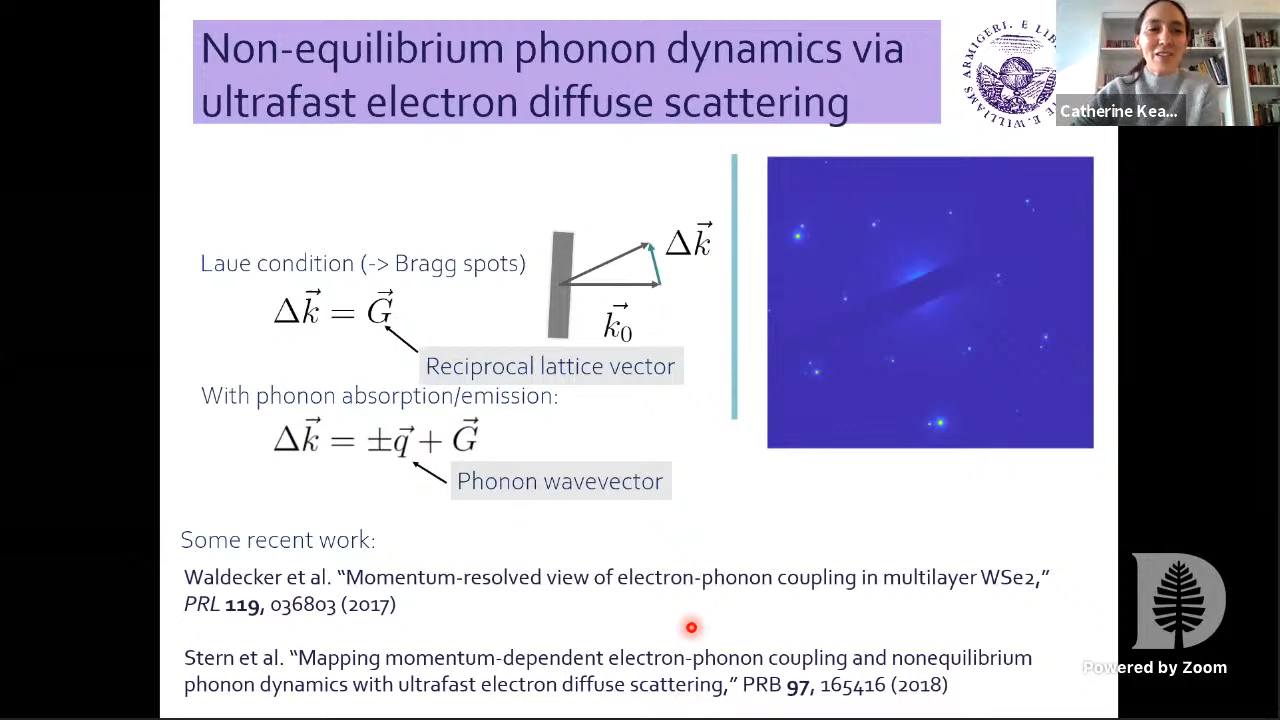 Non-equilibrium phonon dynamics via
ultrafast electron diffuse scattering
ARMIGERI. E LIB
E. WILLIAMS
Catherine Kea...
Laue condition (-> Bragg spots)
Δk⃗ = G⃗
Δk⃗
k⃗₀
Reciprocal lattice vector
With phonon absorption/emission:
Δk⃗ = ±q⃗ + G⃗
Phonon wavevector
Some recent work:
Waldecker et al. “Momentum-resolved view of electron-phonon coupling in multilayer WSe2,”
PRL 119, 036803 (2017)
Stern et al. “Mapping momentum-dependent electron-phonon coupling and nonequilibrium
phonon dynamics with ultrafast electron diffuse scattering,” PRB 97, 165416 (2018)
D
Powered by Zoom